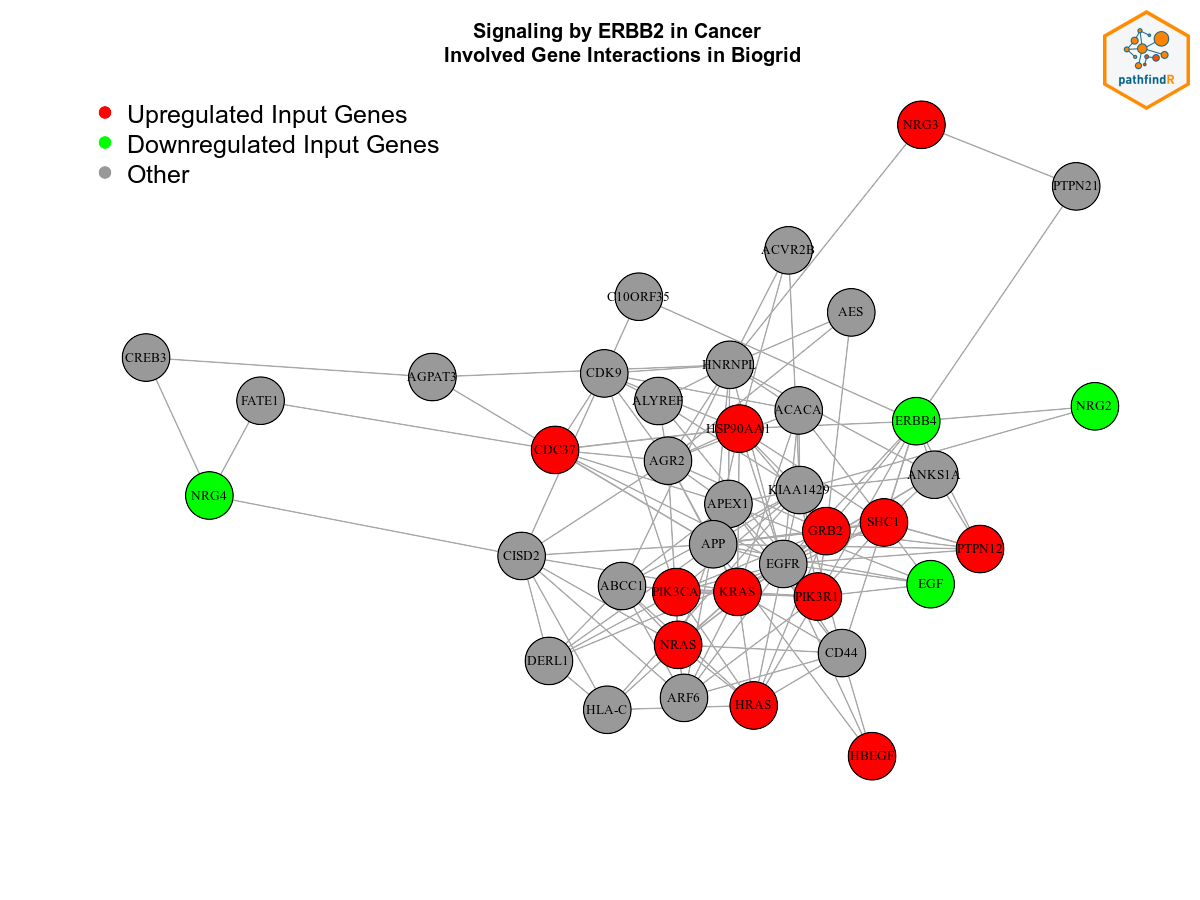 Signaling by ERBB2 in Cancer
Involved Gene Interactions in Biogrid
pathfindR
Upregulated Input Genes
Downregulated Input Genes
Other
NRG3
PTPN21
ACVR2B
C10ORF35
AES
CREB3
AGPAT3
CDK9
HNRNPL
FATE1
ALYREF
ACACA
NRG2
ERBB4
HSP90AA1
CDC37
AGR2
ANKS1A
NRG4
KIAA1429
APEX1
GRB2
SHC1
APP
PTPN12
CISD2
EGFR
ABCC1
PIK3CA
KRAS
PIK3R1
EGF
NRAS
CD44
DERL1
ARF6
HLA-C
HRAS
HBEGF